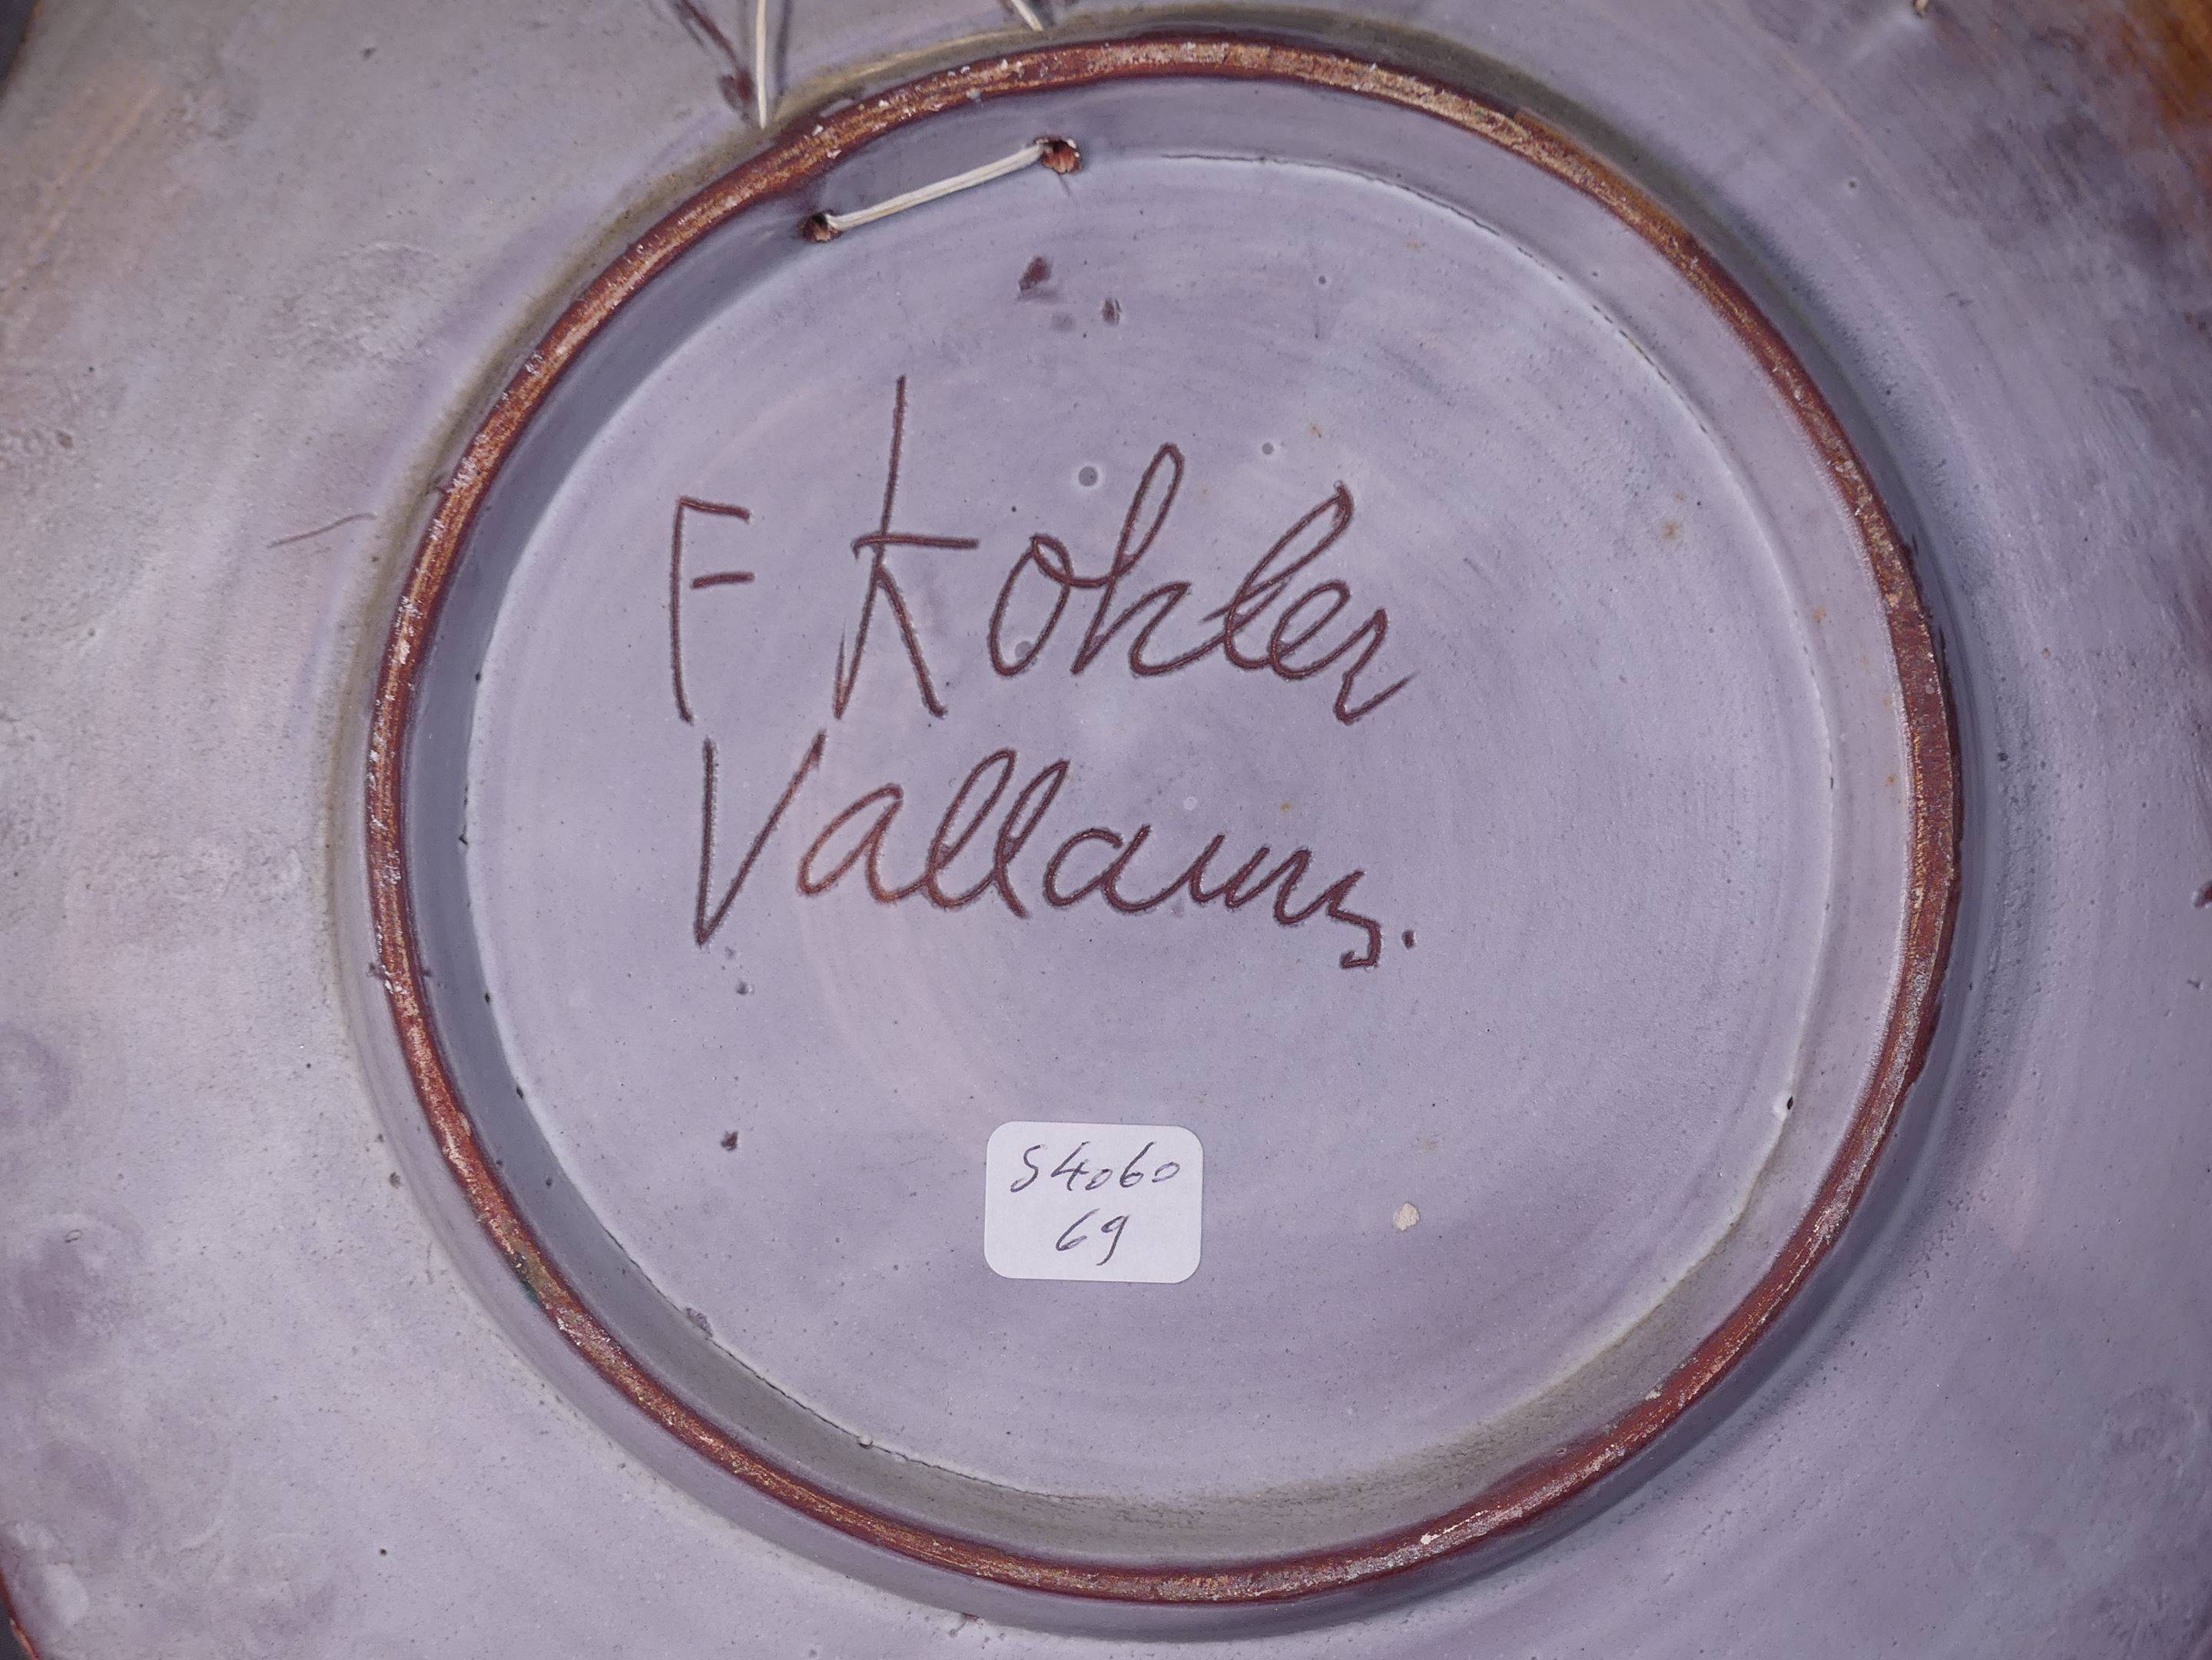 F Kohler
Vallauris.
S4060
69